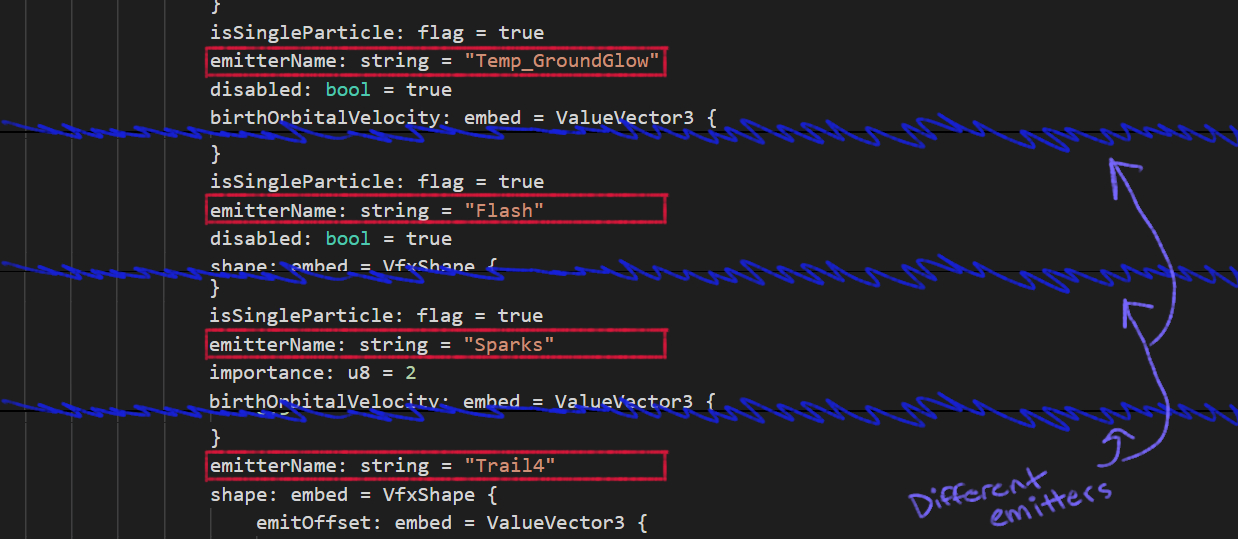 }
isSingleParticle: flag = true
emitterName: string = "Temp_GroundGlow"
disabled: bool = true
birthOrbitalVelocity: embed = ValueVector3 {
}
isSingleParticle: flag = true
emitterName: string = "Flash"
disabled: bool = true
shape: embed = VfxShape {
}
isSingleParticle: flag = true
emitterName: string = "Sparks"
importance: u8 = 2
birthOrbitalVelocity: embed = ValueVector3 {
}
emitterName: string = "Trail4"
shape: embed = VfxShape {
emitOffset: embed = ValueVector3 {
Different
emitters